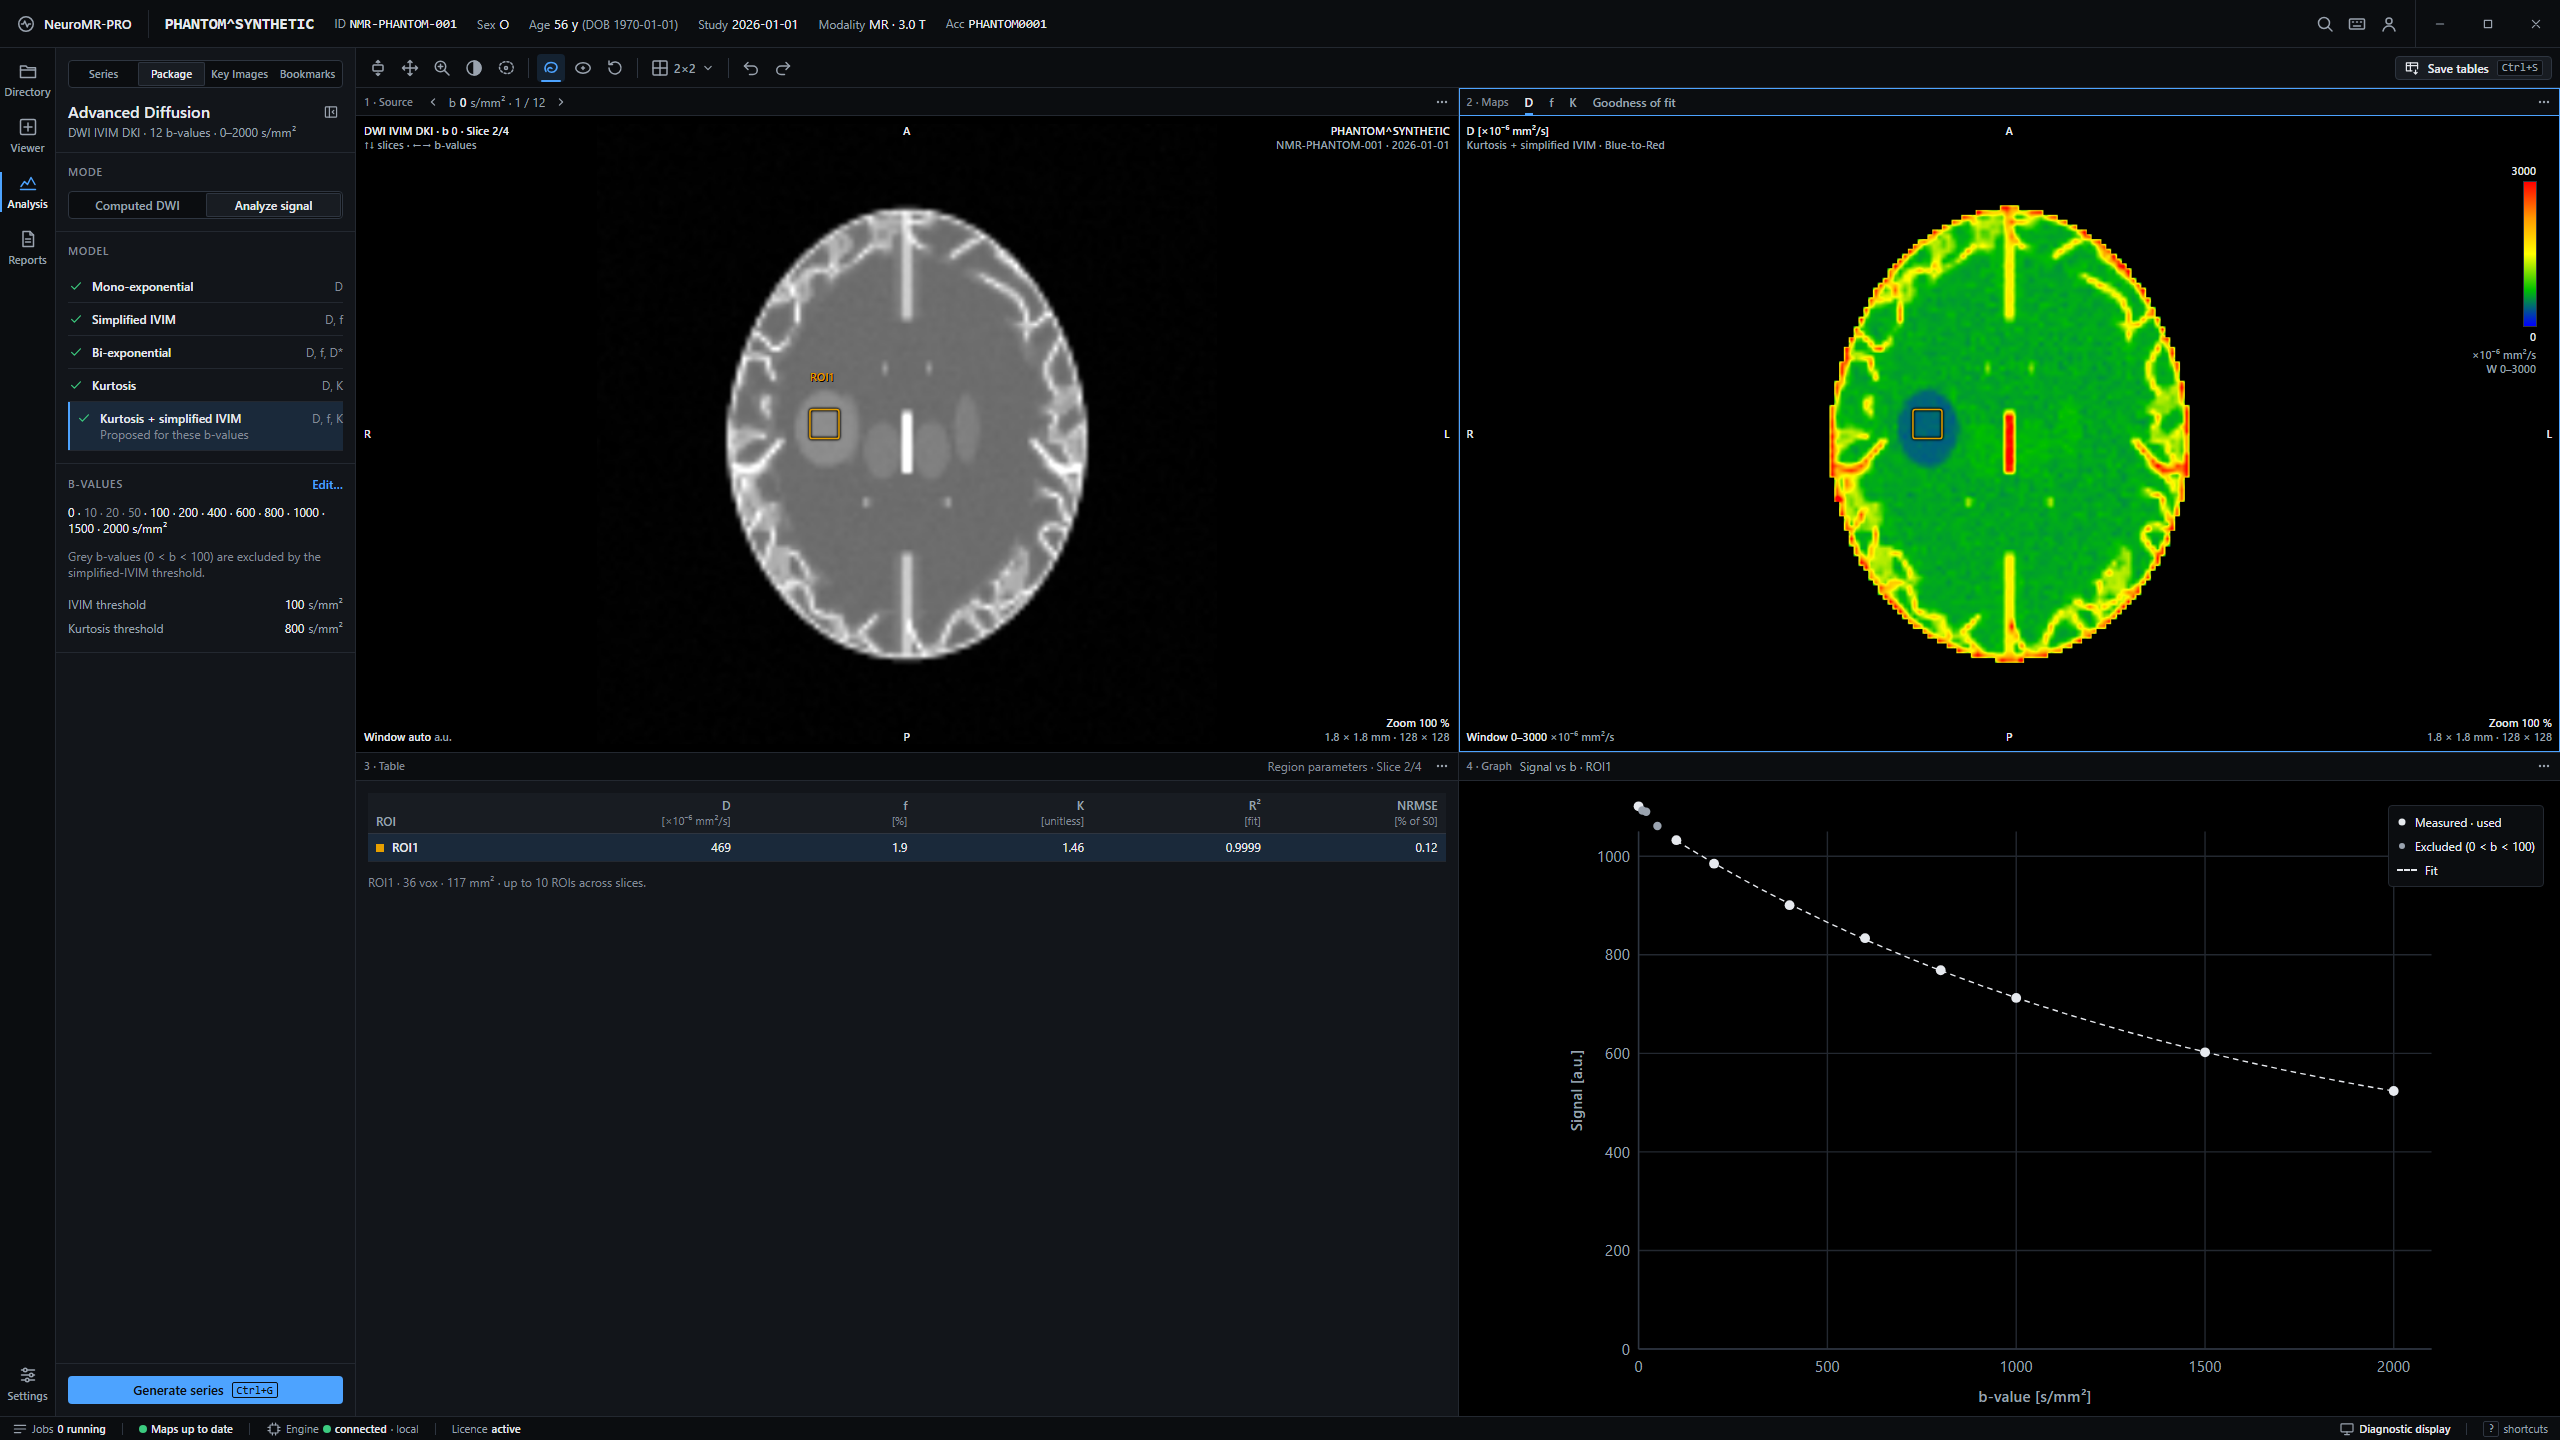 NeuroMR-PRO PHANTOM^SYNTHETIC ID NMR-PHANTOM-001 Sex O Age 56 y (DOB 1970-01-01) Study 2026-01-01 Modality MR · 3.0 T Acc PHANTOM0001
Directory
Viewer
Analysis
Reports
Settings
Series Package Key Images Bookmarks
Advanced Diffusion
DWI IVIM DKI · 12 b-values · 0–2000 s/mm²
MODE
Computed DWI Analyze signal
MODEL
Mono-exponential D
Simplified IVIM D, f
Bi-exponential D, f, D*
Kurtosis D, K
Kurtosis + simplified IVIM D, f, K
Proposed for these b-values
B-VALUES Edit...
0 · 10 · 20 · 50 · 100 · 200 · 400 · 600 · 800 · 1000 ·
1500 · 2000 s/mm²
Grey b-values (0 < b < 100) are excluded by the
simplified-IVIM threshold.
IVIM threshold 100 s/mm²
Kurtosis threshold 800 s/mm²
Generate series Ctrl+G
2×2
Save tables Ctrl+S
1 · Source b 0 s/mm² · 1 / 12
DWI IVIM DKI · b 0 · Slice 2/4
↑↓ slices · ←→ b-values
A
PHANTOM^SYNTHETIC
NMR-PHANTOM-001 · 2026-01-01
ROI1
R
L
Window auto a.u.
P
Zoom 100 %
1.8 × 1.8 mm · 128 × 128
2 · Maps D f K Goodness of fit
D [×10⁻⁶ mm²/s]
Kurtosis + simplified IVIM · Blue-to-Red
A
3000
0
×10⁻⁶ mm²/s
W 0–3000
R
L
Window 0–3000 ×10⁻⁶ mm²/s
P
Zoom 100 %
1.8 × 1.8 mm · 128 × 128
3 · Table Region parameters · Slice 2/4
ROI D [×10⁻⁶ mm²/s] f [%] K [unitless] R² [fit] NRMSE [% of S0]
ROI1 469 1.9 1.46 0.9999 0.12
ROI1 · 36 vox · 117 mm² · up to 10 ROIs across slices.
4 · Graph Signal vs b · ROI1
Measured · used
Excluded (0 < b < 100)
Fit
Signal [a.u.]
1000
800
600
400
200
0
0 500 1000 1500 2000
b-value [s/mm²]
Jobs 0 running Maps up to date Engine connected · local Licence active
Diagnostic display ? shortcuts